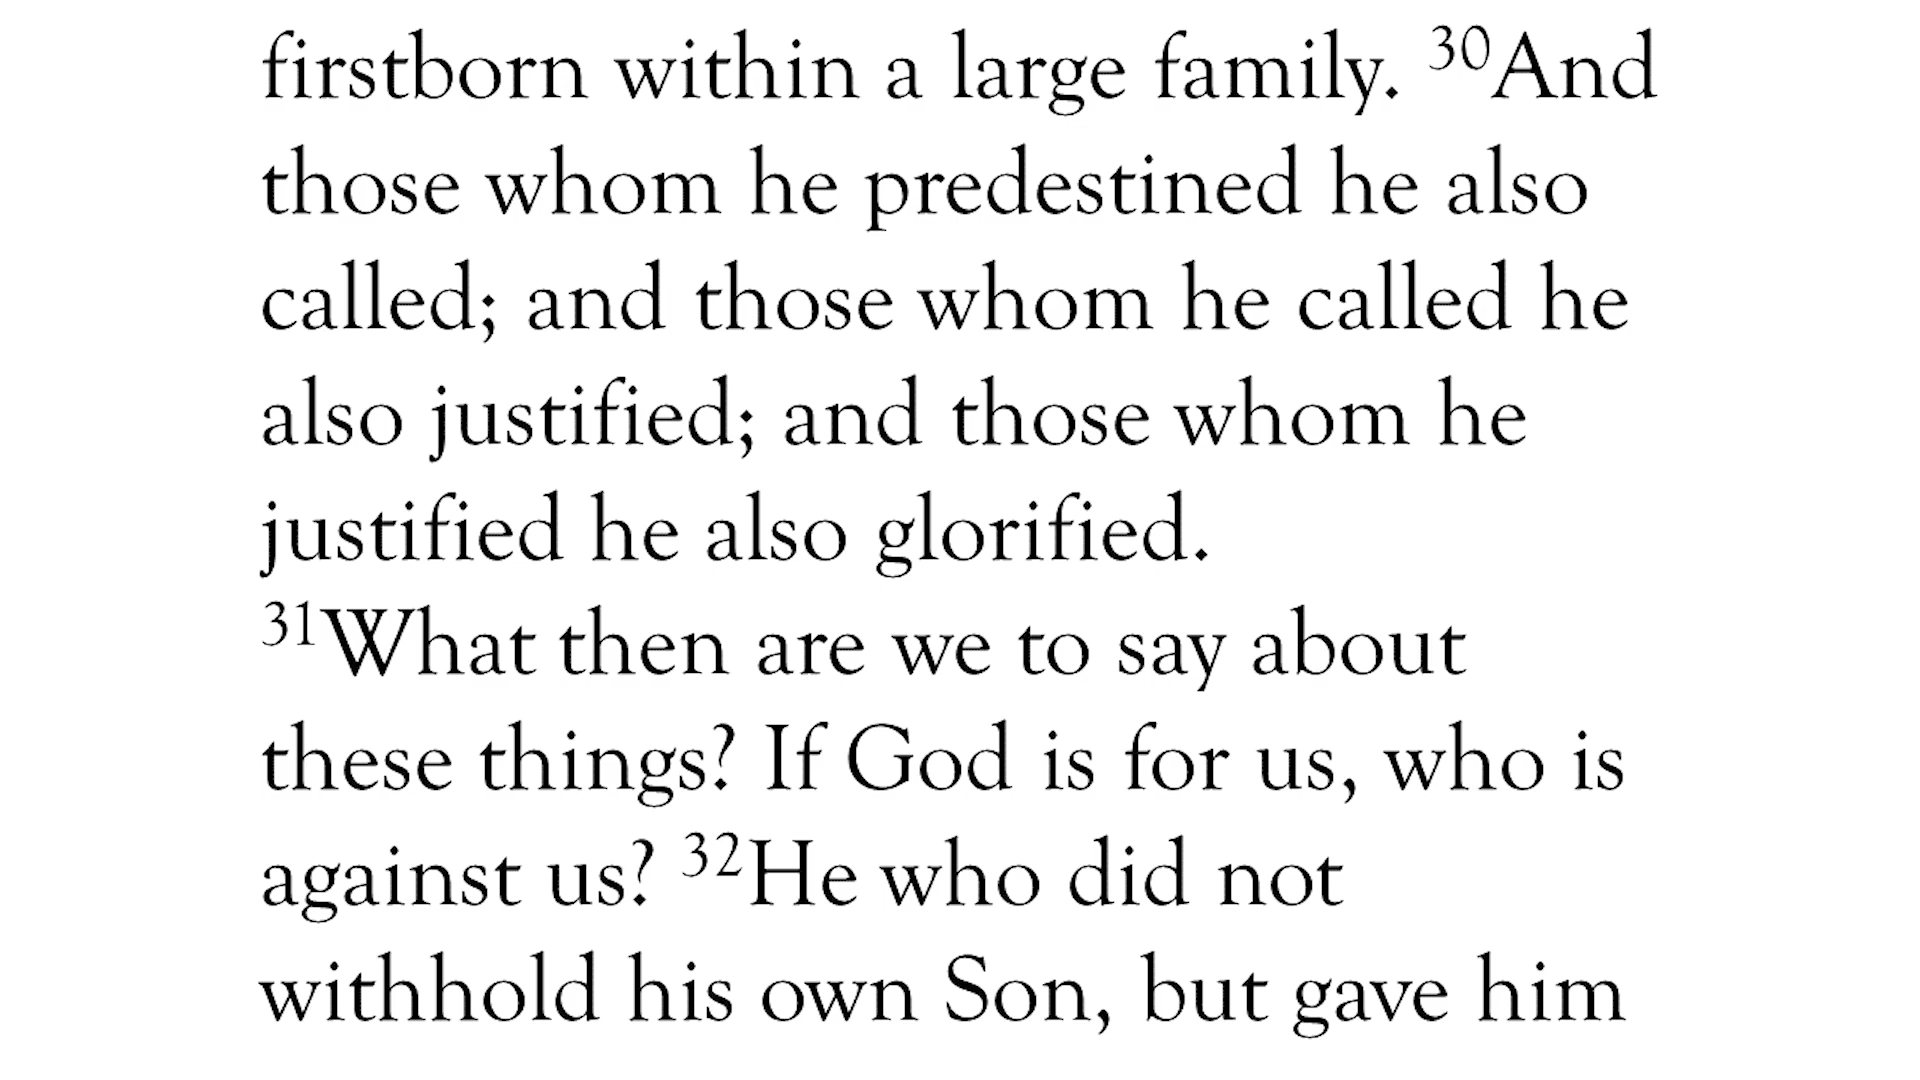 firstborn within a large family. 30And
those whom he predestined he also
called; and those whom he called he
also justified; and those whom he
justified he also glorified.
31What then are we to say about
these things? If God is for us, who is
against us? 32He who did not
withhold his own Son, but gave him